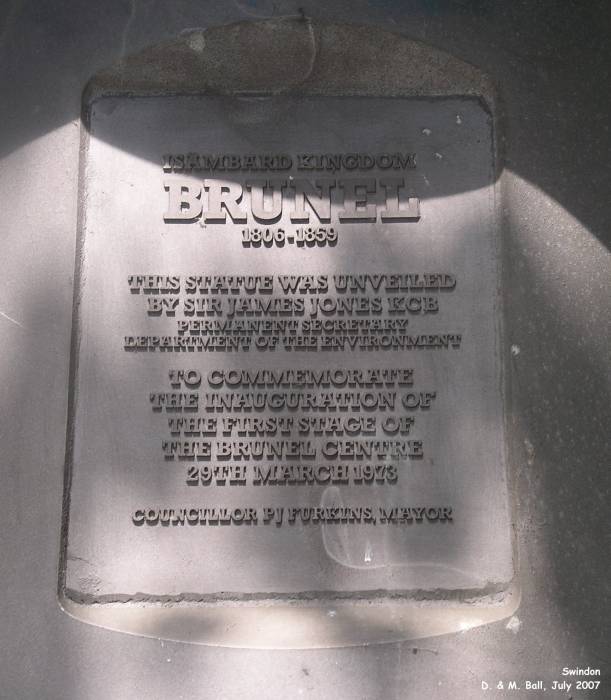 ISAMBARD KINGDOM
BRUNEL
1806-1859
THIS STATUE WAS UNVEILED
BY SIR JAMES JONES KCB
PERMANENT SECRETARY
DEPARTMENT OF THE ENVIRONMENT
TO COMMEMORATE
THE INAUGURATION OF
THE FIRST STAGE OF
THE BRUNEL CENTRE
29TH MARCH 1973
COUNCILLOR PJ FURKINS, MAYOR
Swindon
D. & M. Ball, July 2007